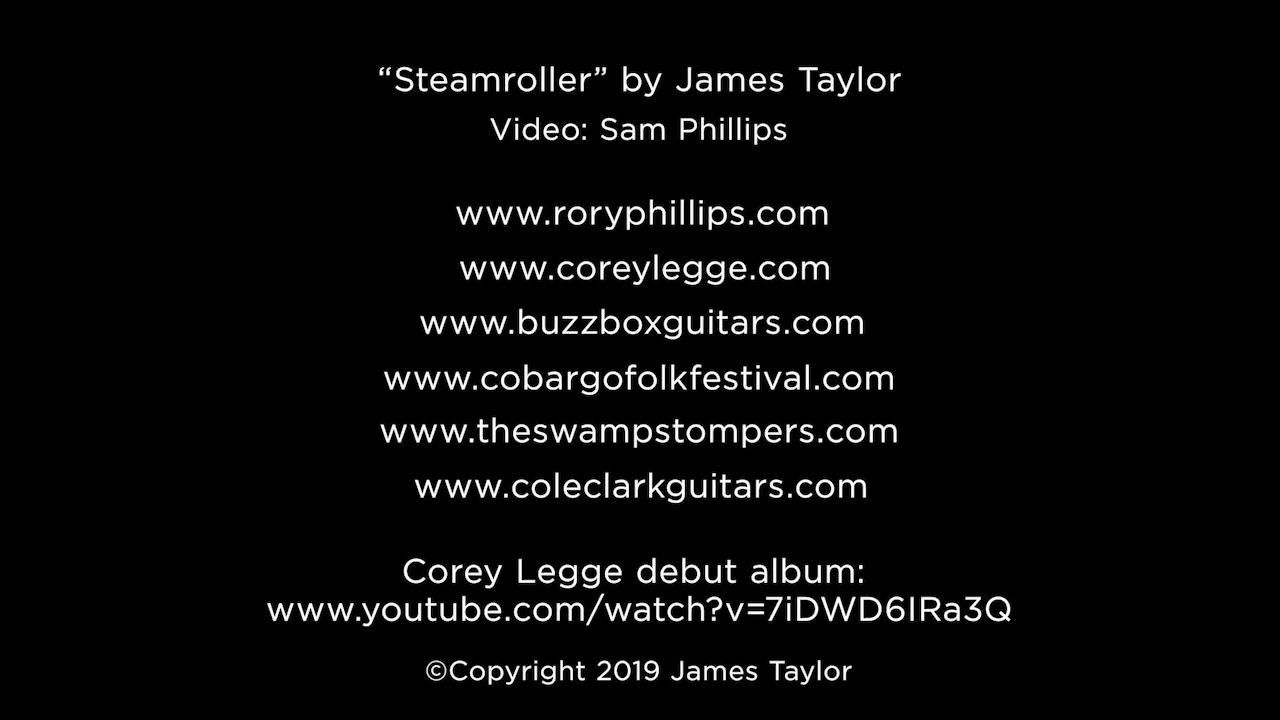 “Steamroller” by James Taylor
Video: Sam Phillips
www.roryphillips.com
www.coreylegge.com
www.buzzboxguitars.com
www.cobargofolkfestival.com
www.theswampstompers.com
www.coleclarkguitars.com
Corey Legge debut album:
www.youtube.com/watch?v=7iDWD6IRa3Q
©Copyright 2019 James Taylor